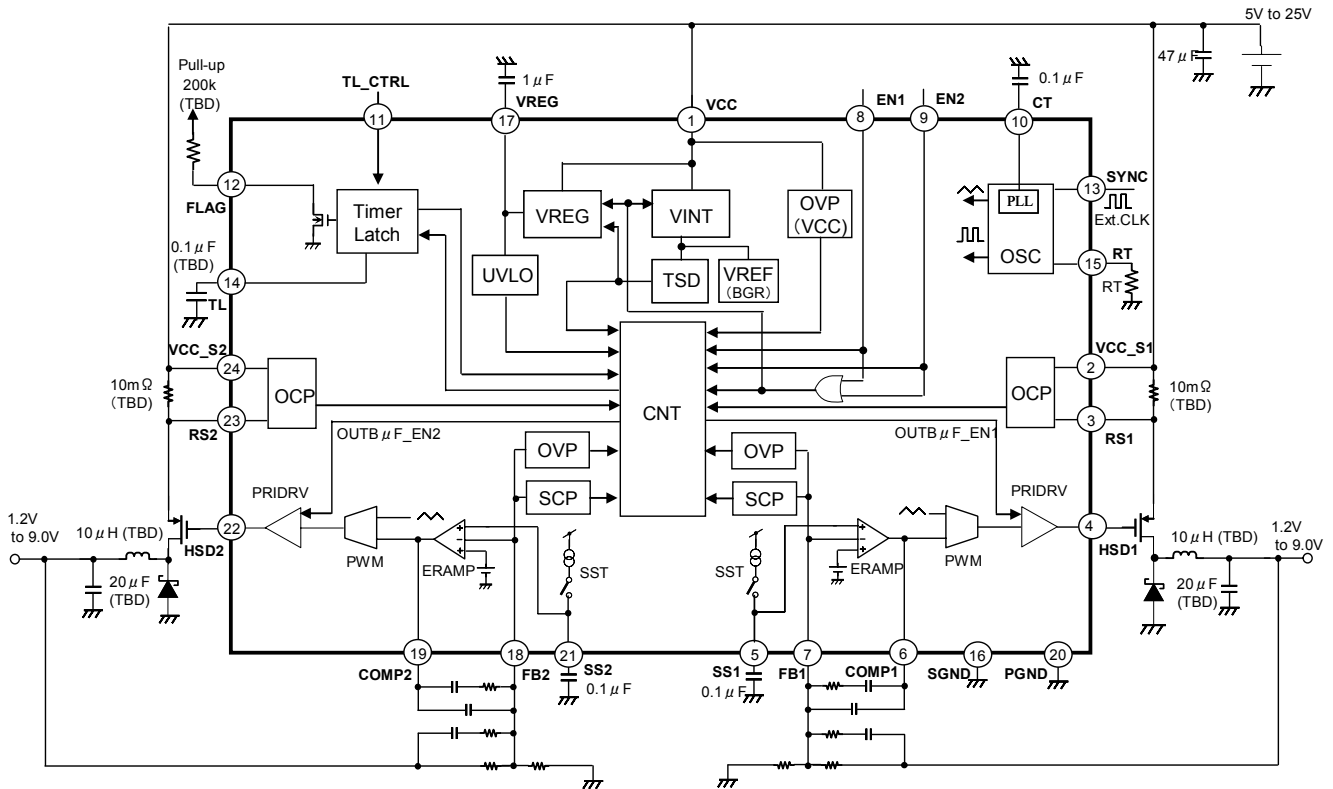 5V to 25V
47μF
Pull-up
200k
(TBD)
TL_CTRL
1μF
VREG
VCC
EN1
EN2
0.1μF
CT
11
17
1
8
9
10
12
FLAG
Timer
Latch
VREG
VINT
OVP
(VCC)
PLL
OSC
13
SYNC
Ext.CLK
0.1μF
(TBD)
14
TL
UVLO
TSD
VREF
(BGR)
15
RT
RT
VCC_S2
24
10mΩ
(TBD)
23
RS2
OCP
CNT
OCP
VCC_S1
2
10mΩ
(TBD)
3
RS1
OUTBμF_EN2
OUTBμF_EN1
OVP
OVP
SCP
SCP
PRIDRV
PRIDRV
1.2V
to 9.0V
10μH (TBD)
22
HSD2
PWM
ERAMP
SST
SST
ERAMP
PWM
4
HSD1
10μH (TBD)
1.2V
to 9.0V
20μF
(TBD)
20μF
(TBD)
19
18
21
5
7
6
16
20
COMP2
FB2
SS2
SS1
FB1
COMP1
SGND
PGND
0.1μF
0.1μF